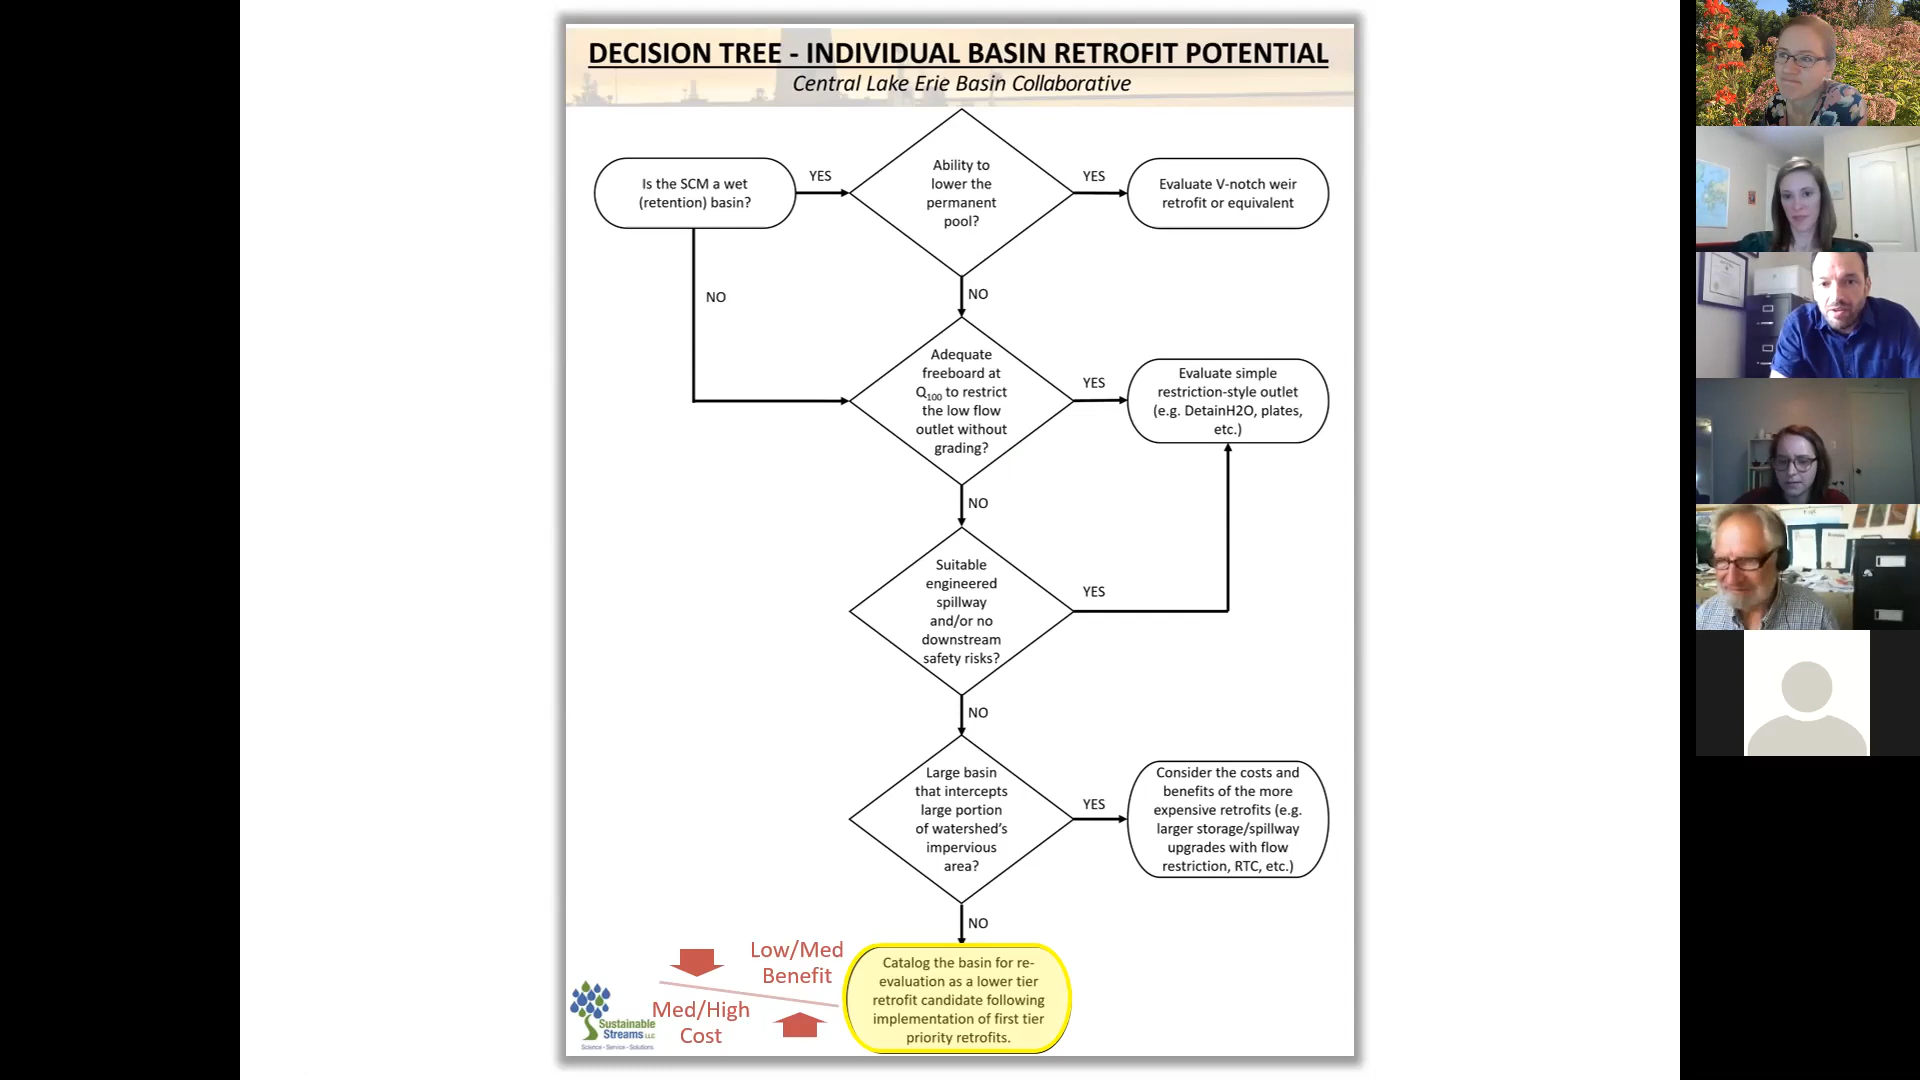 DECISION TREE - INDIVIDUAL BASIN RETROFIT POTENTIAL
Central Lake Erie Basin Collaborative
Is the SCM a wet
(retention) basin?
YES
Ability to
lower the
permanent
pool?
YES
Evaluate V-notch weir
retrofit or equivalent
NO
NO
Adequate
freeboard at
Q100 to restrict
the low flow
outlet without
grading?
YES
Evaluate simple
restriction-style outlet
(e.g. DetainH2O, plates,
etc.)
NO
Suitable
engineered
spillway
and/or no
downstream
safety risks?
YES
NO
Large basin
that intercepts
large portion
of watershed's
impervious
area?
YES
Consider the costs and
benefits of the more
expensive retrofits (e.g.
larger storage/spillway
upgrades with flow
restriction, RTC, etc.)
NO
Low/Med
Benefit
Med/High
Cost
Catalog the basin for re-
evaluation as a lower tier
retrofit candidate following
implementation of first tier
priority retrofits.
Sustainable
Streams LLC
Science - Service - Solutions